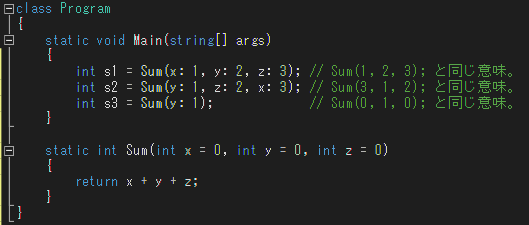 class Program
{
    static void Main(string[] args)
    {
        int s1 = Sum(x: 1, y: 2, z: 3); // Sum(1, 2, 3); と同じ意味。
        int s2 = Sum(y: 1, z: 2, x: 3); // Sum(3, 1, 2); と同じ意味。
        int s3 = Sum(y: 1);             // Sum(0, 1, 0); と同じ意味。
    }

    static int Sum(int x = 0, int y = 0, int z = 0)
    {
        return x + y + z;
    }
}